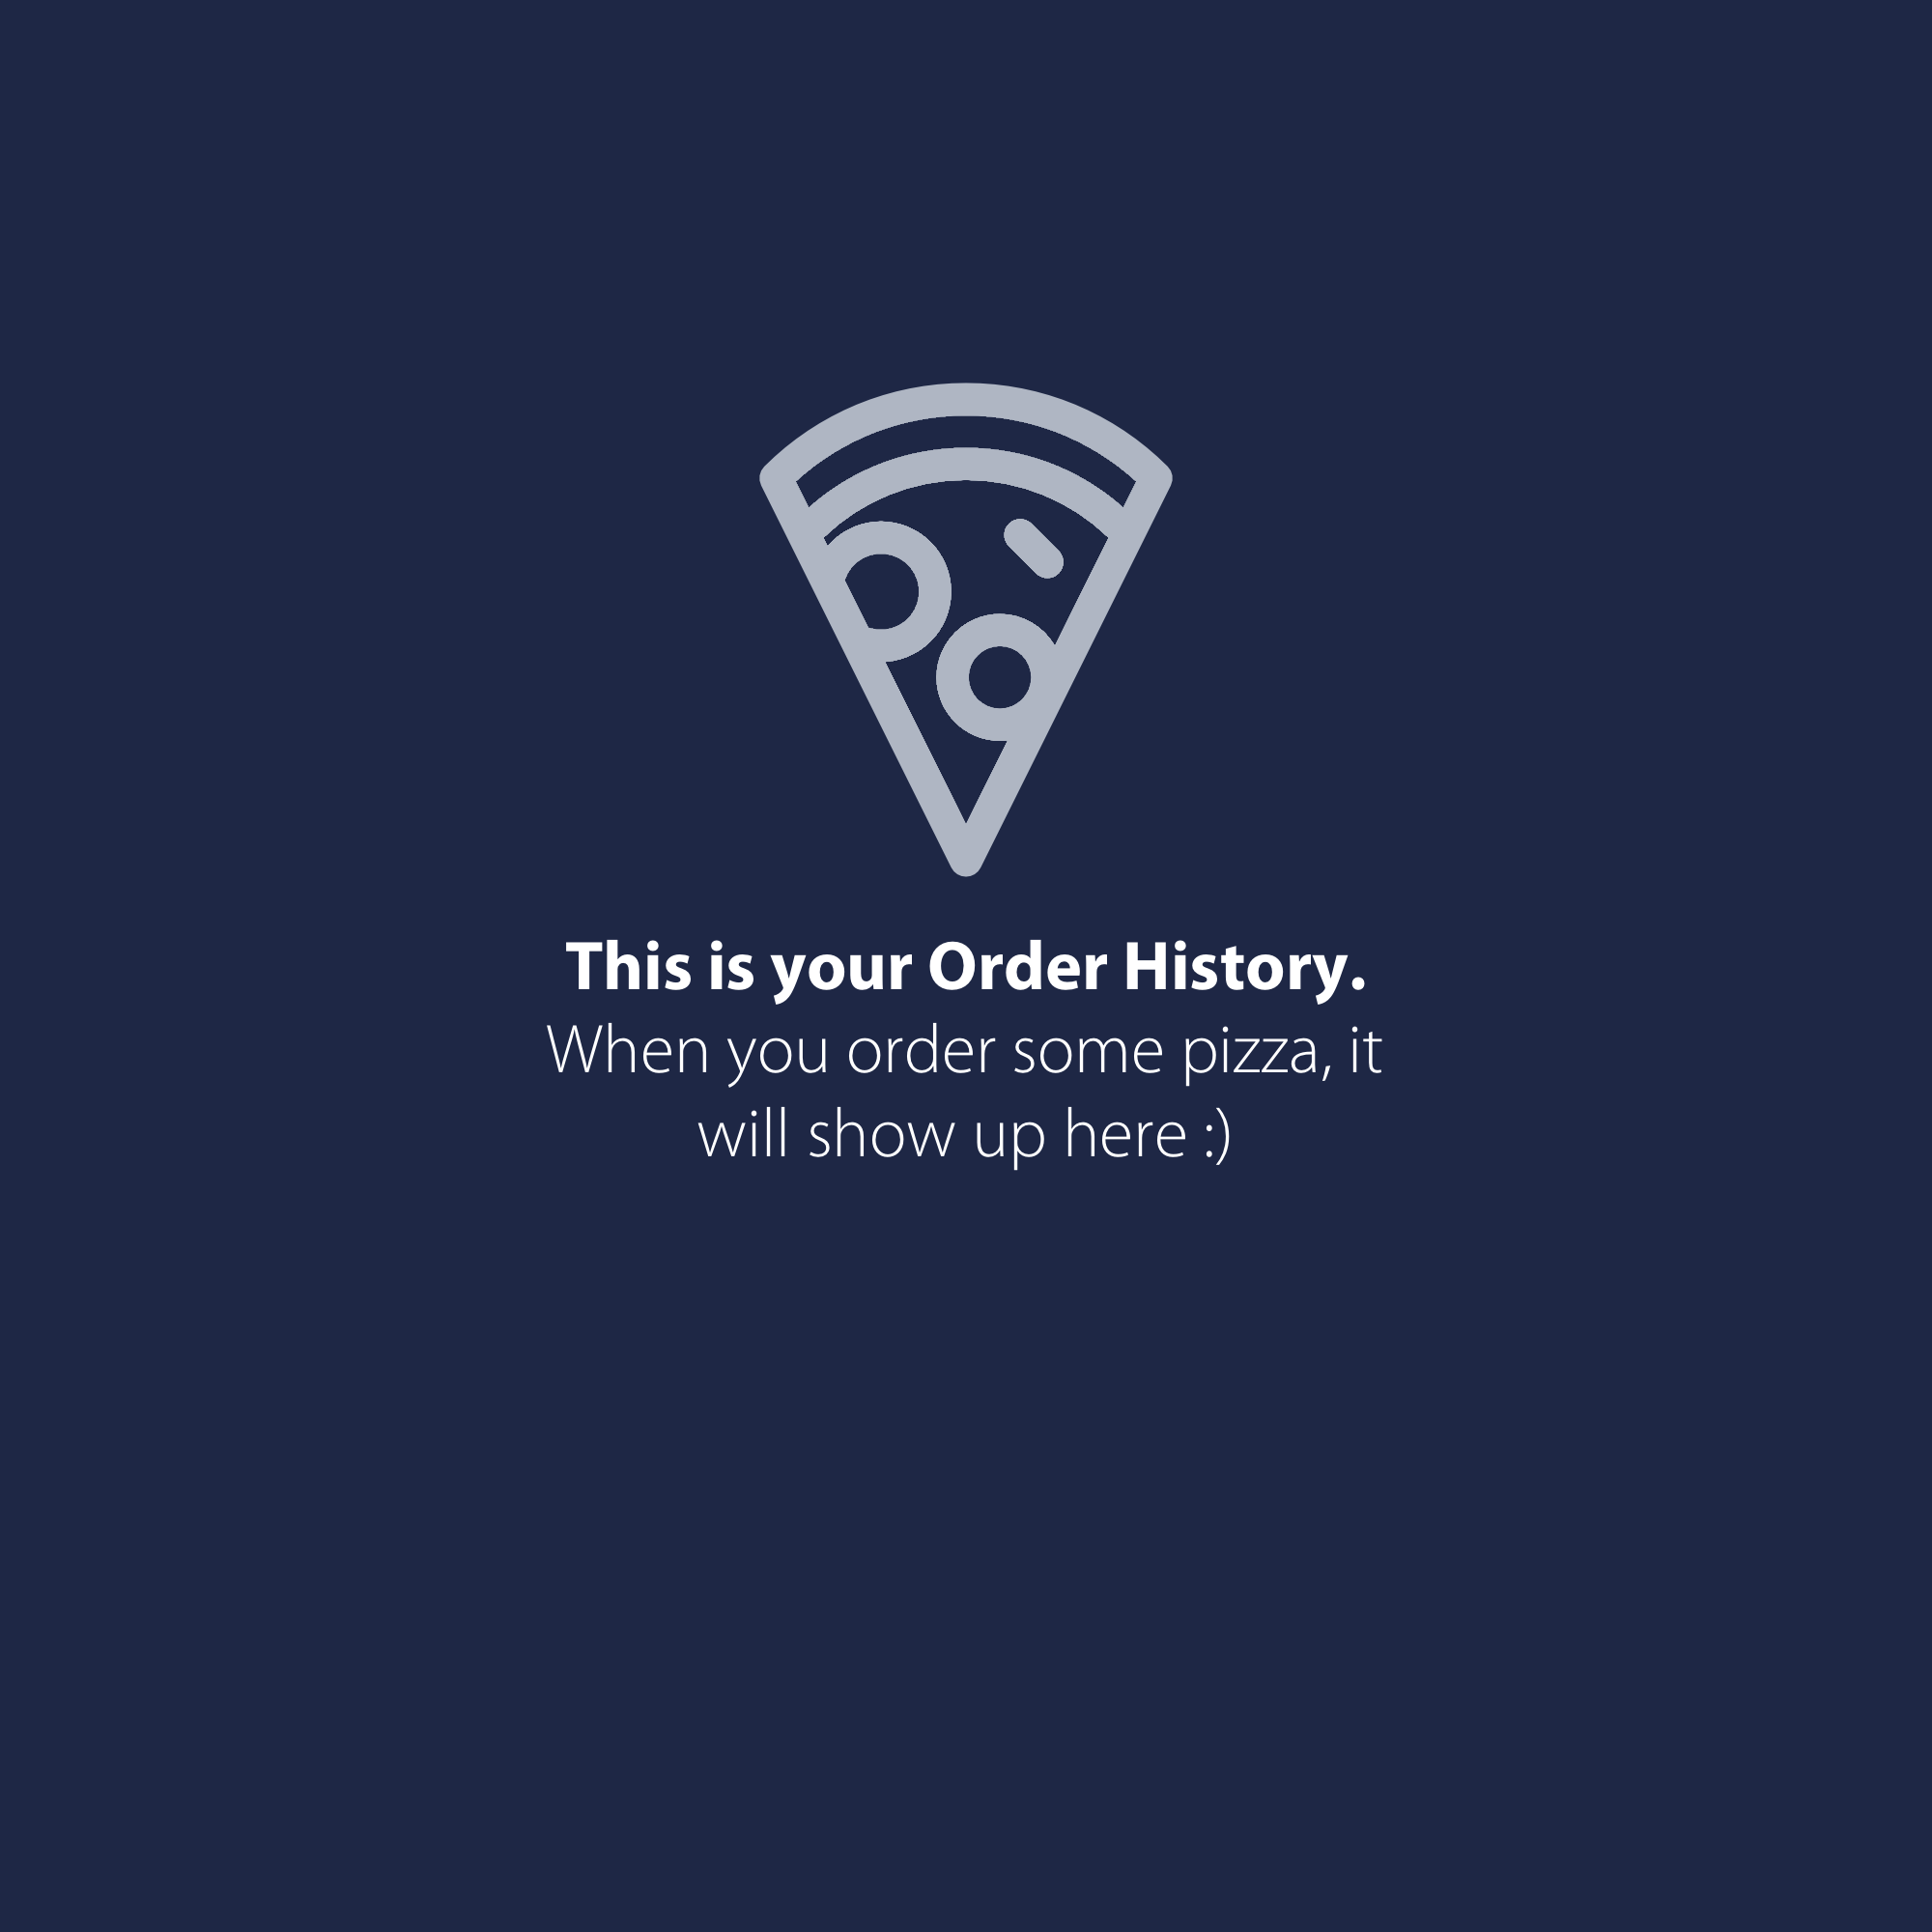 This is your Order History.
When you order some pizza, it
will show up here :)